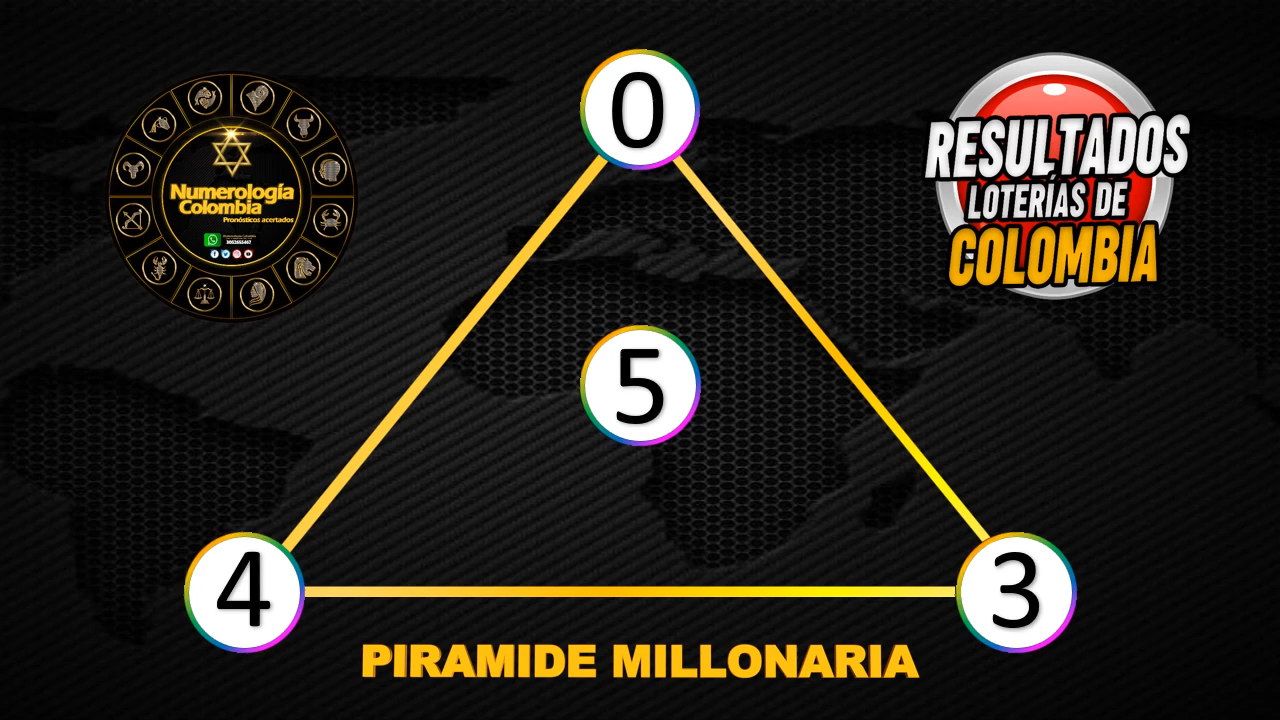 0
Numerología
Colombia
Pronósticos acertados
RESULTADOS
LOTERÍAS DE
COLOMBIA
5
4
3
PIRAMIDE MILLONARIA